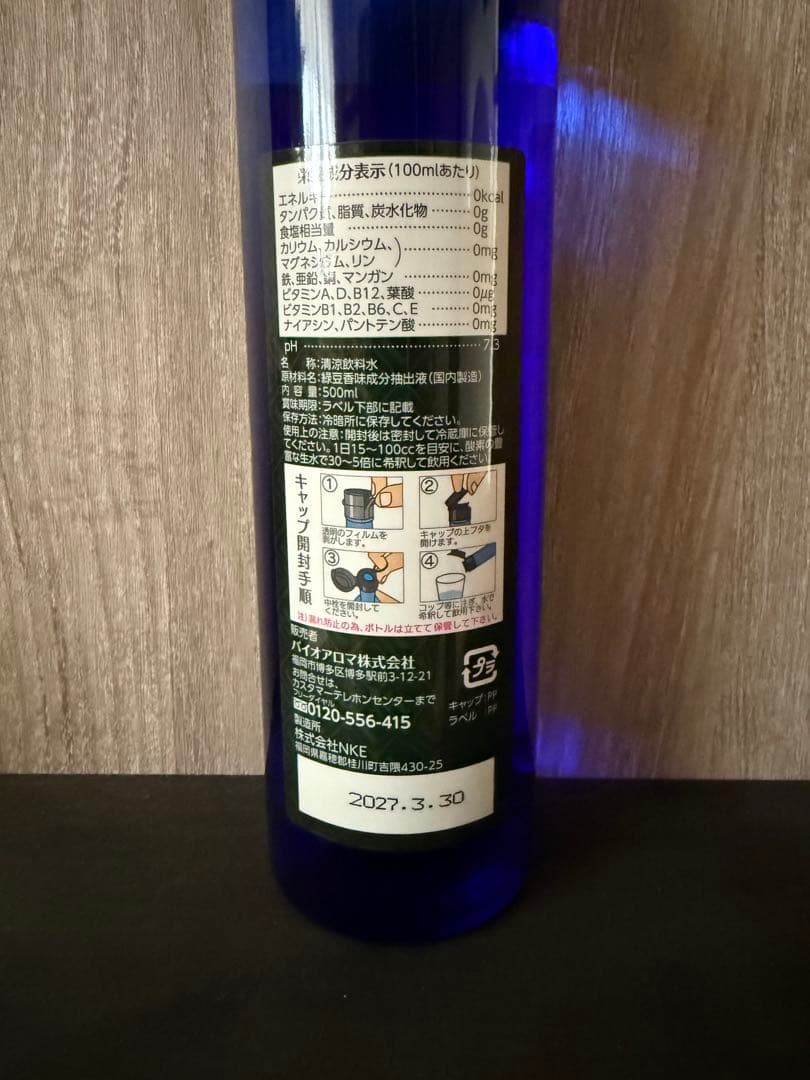 栄養成分表示(100mlあたり)
エネルギー………………0kcal
タンパク質、脂質、炭水化物………0g
食塩相当量………………0g
カリウム、カルシウム、
マグネシウム、リン)………0mg
鉄、亜鉛、銅、マンガン………0mg
ビタミンA、D、B12、葉酸………0μg
ビタミンB1、B2、B6、C、E………0mg
ナイアシン、パントテン酸………0mg
pH………………7.3
名　称:清涼飲料水
原材料名:緑豆香味成分抽出液(国内製造)
内容量:500ml
賞味期限:ラベル下部に記載
保存方法:冷暗所に保存してください。
使用上の注意:開封後は密封して冷蔵庫に保管し
てください。1日15〜100ccを目安に、酸素の豊
富な生水で30〜5倍に希釈して飲用ください。
キャップ開封手順
①
透明のフィルムを
剥がします。
②
キャップの上フタを
開けます。
③
中栓を開封して
ください。
④
コップ等に注ぎ、水で
希釈して飲用下さい。
注)漏れ防止の為、ボトルは立てて保管して下さい。
販売者
バイオアロマ株式会社
福岡市博多区博多駅前3-12-21
お問合せは、
カスタマーテレホンセンターまで
フリーダイヤル
0120-556-415
製造所
株式会社NKE
福岡県嘉穂郡桂川町吉隈430-25
プラ
キャップ:PP
ラベル:PP
2027.3.30